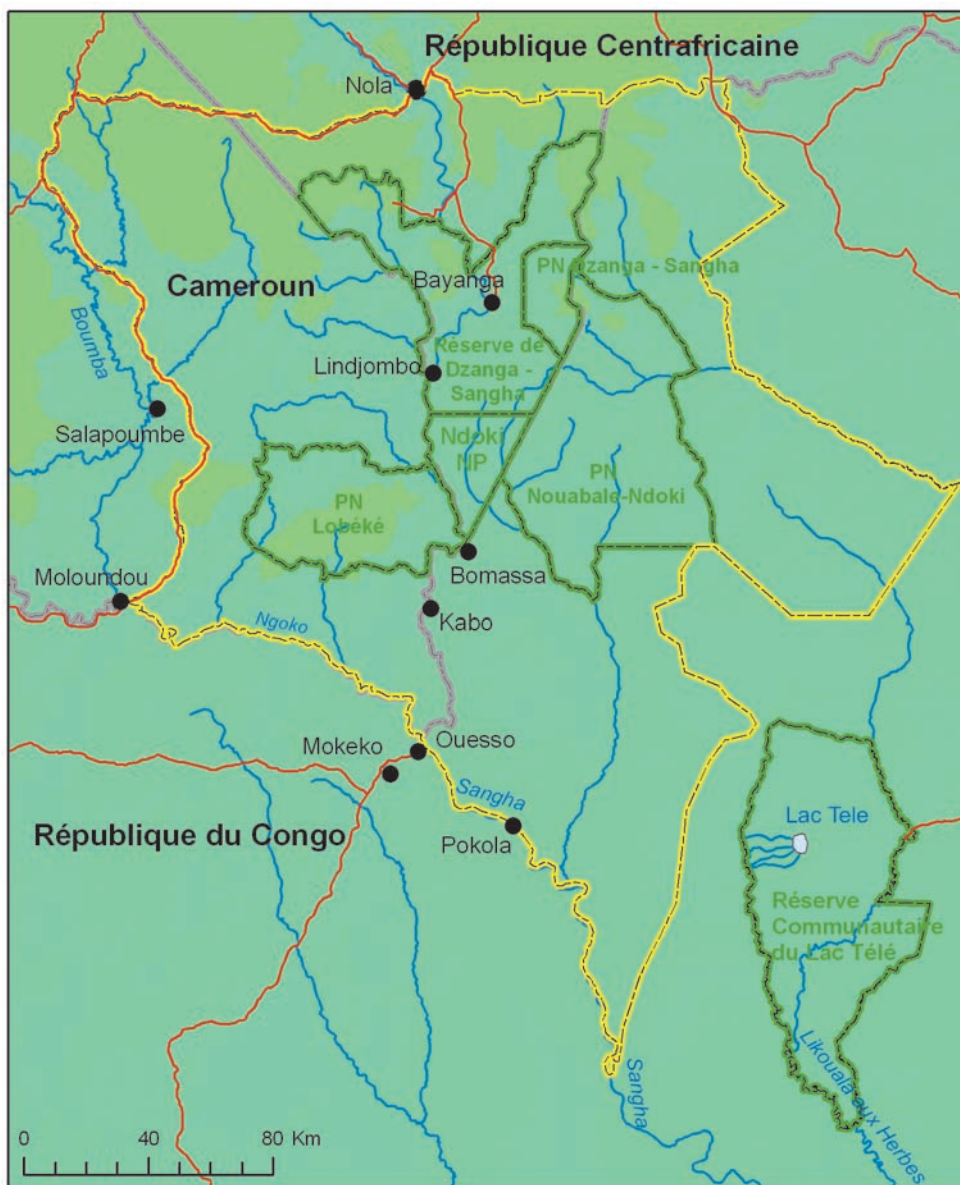 République Centrafricaine
Nola
Cameroun
PN Dzanga - Sangha
Bayanga
Boumba
Lindjombo
Réserve de
Dzanga -
Sangha
Salapoumbe
Ndoki
NP
PN
Nouabale-Ndoki
PN
Lobéké
Bomassa
Moloundou
Kabo
Ngoko
Mokeko
Ouesso
Sangha
République du Congo
Pokola
Lac Tele
Réserve
Communautaire
du Lac Télé
Likouala aux Herbes
Sangha
0 40 80 Km